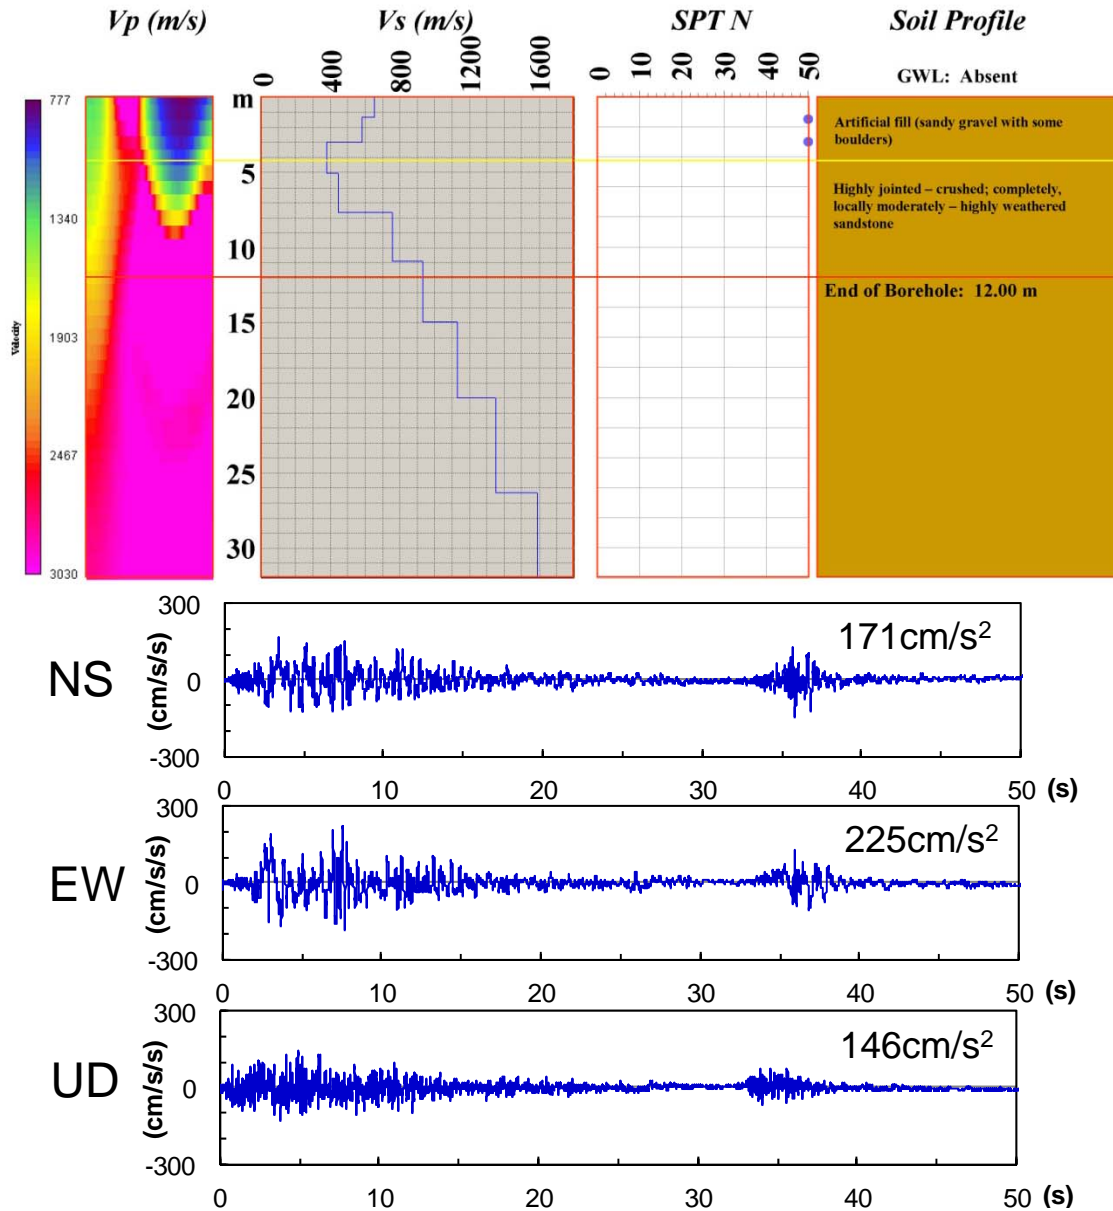 Vp (m/s)
Vs (m/s)
SPT N
Soil Profile
0
400
800
1200
1600
0
10
20
30
40
50
GWL: Absent
777
1340
1903
2467
3030
Velocity
m
5
10
15
20
25
30
Artificial fill (sandy gravel with some
boulders)
Highly jointed – crushed; completely,
locally moderately – highly weathered
sandstone
End of Borehole: 12.00 m
NS
(cm/s/s)
300
0
-300
171cm/s²
0 10 20 30 40 50 (s)
EW
(cm/s/s)
300
0
-300
225cm/s²
0 10 20 30 40 50 (s)
UD
(cm/s/s)
300
0
-300
146cm/s²
0 10 20 30 40 50 (s)